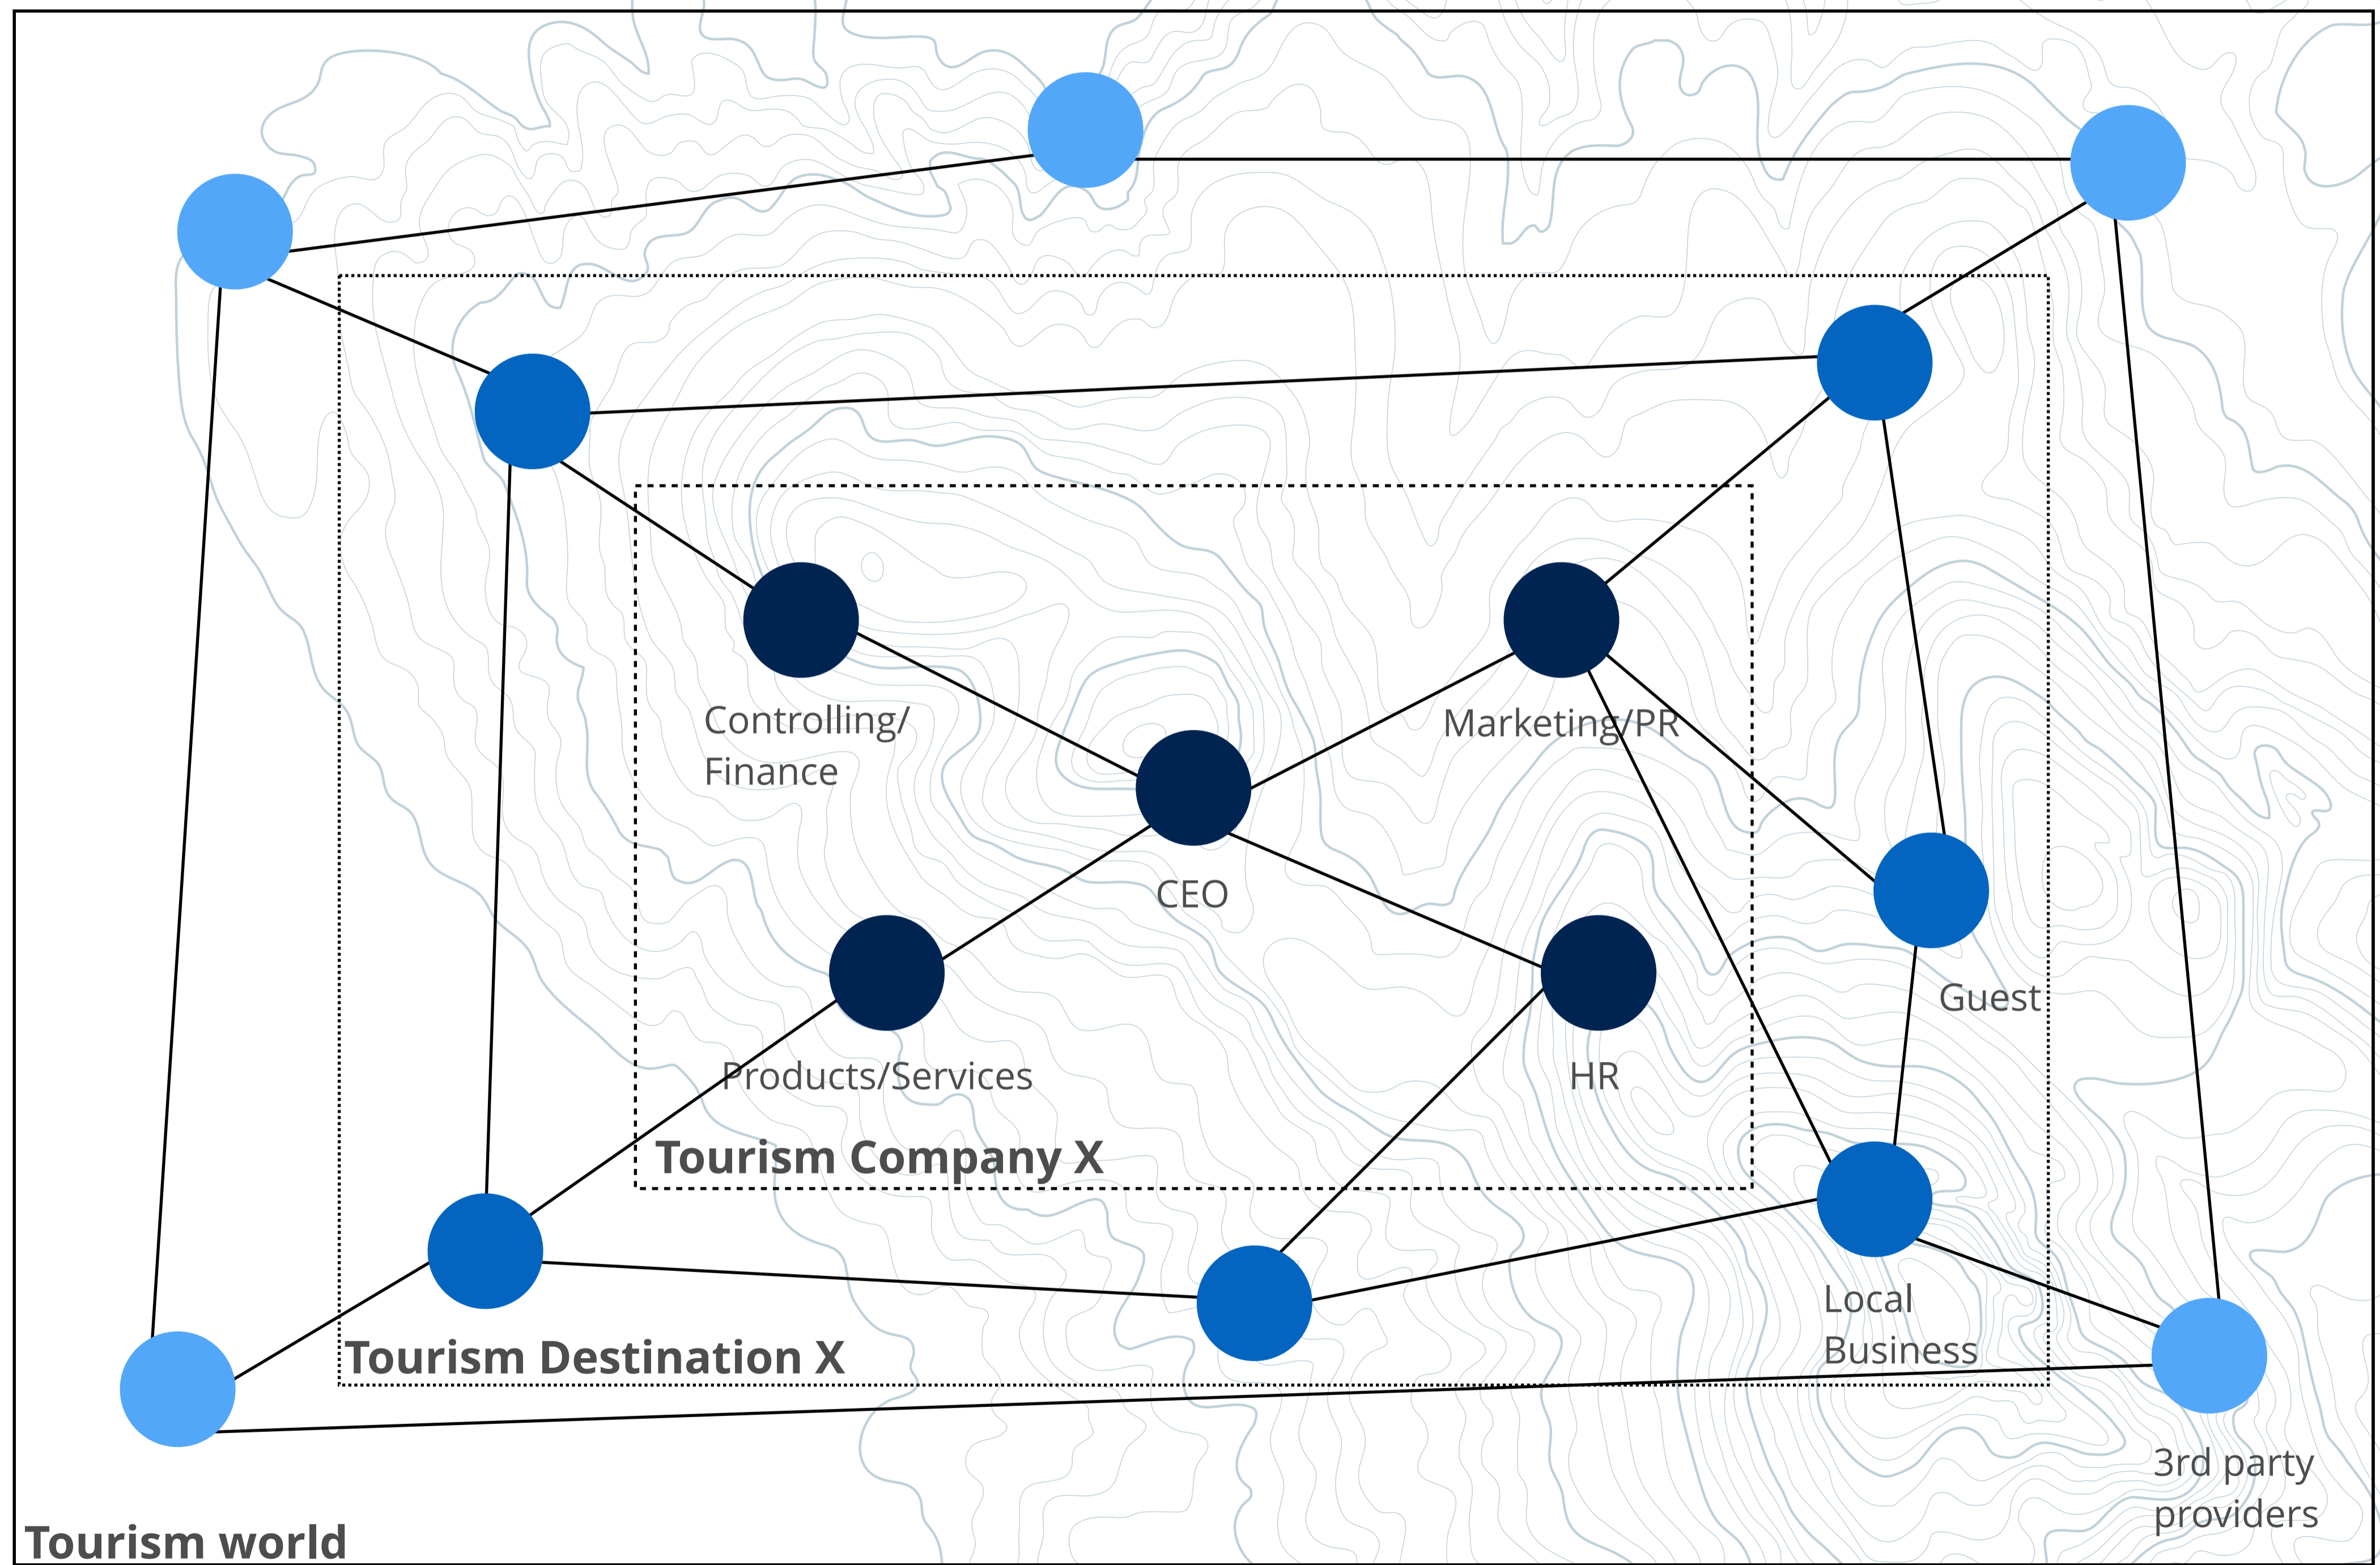 Controlling/
Finance
Marketing/PR
CEO
Guest
Products/Services
HR
Tourism Company X
Local
Business
Tourism Destination X
3rd party
providers
Tourism world